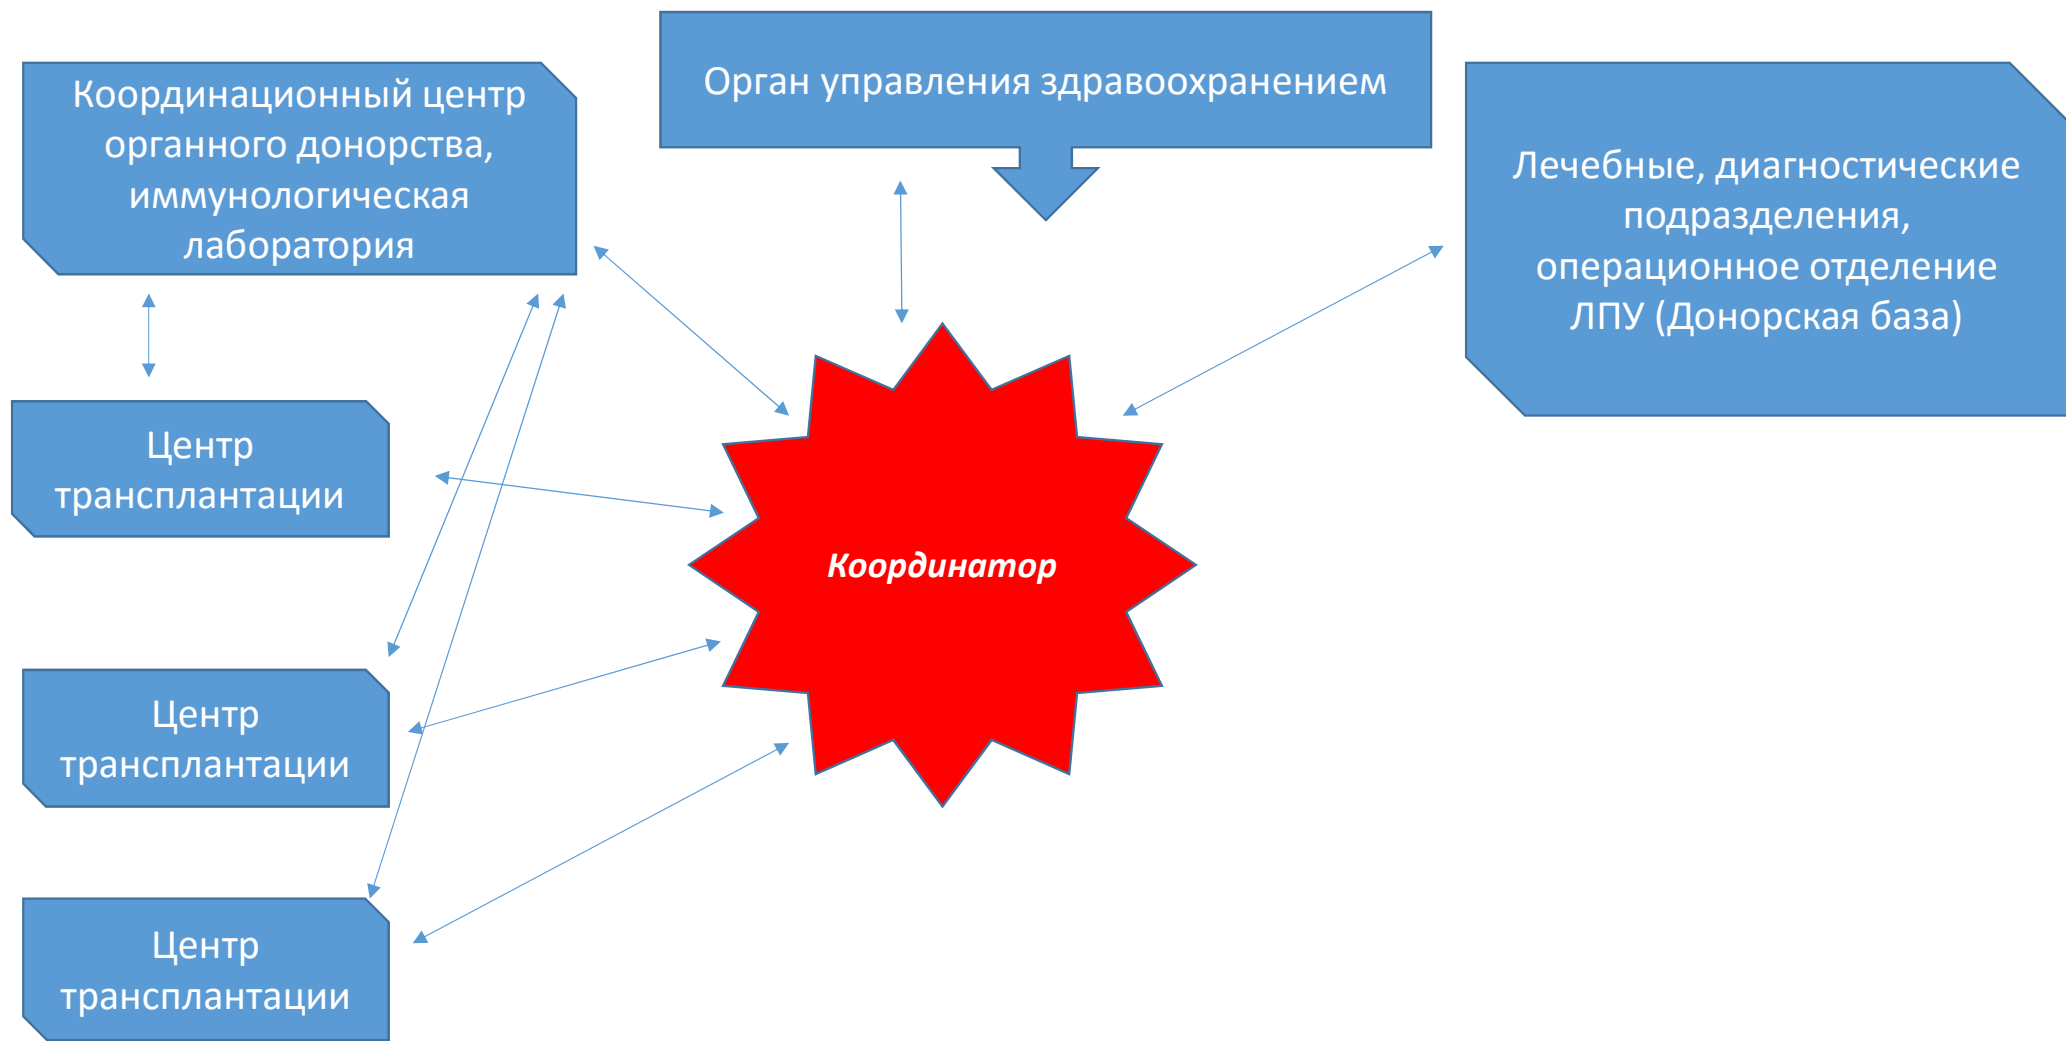 Орган управления здравоохранением
Координационный центр
органного донорства,
иммунологическая
лаборатория
Лечебные, диагностические
подразделения,
операционное отделение
ЛПУ (Донорская база)
Центр
трансплантации
Координатор
Центр
трансплантации
Центр
трансплантации